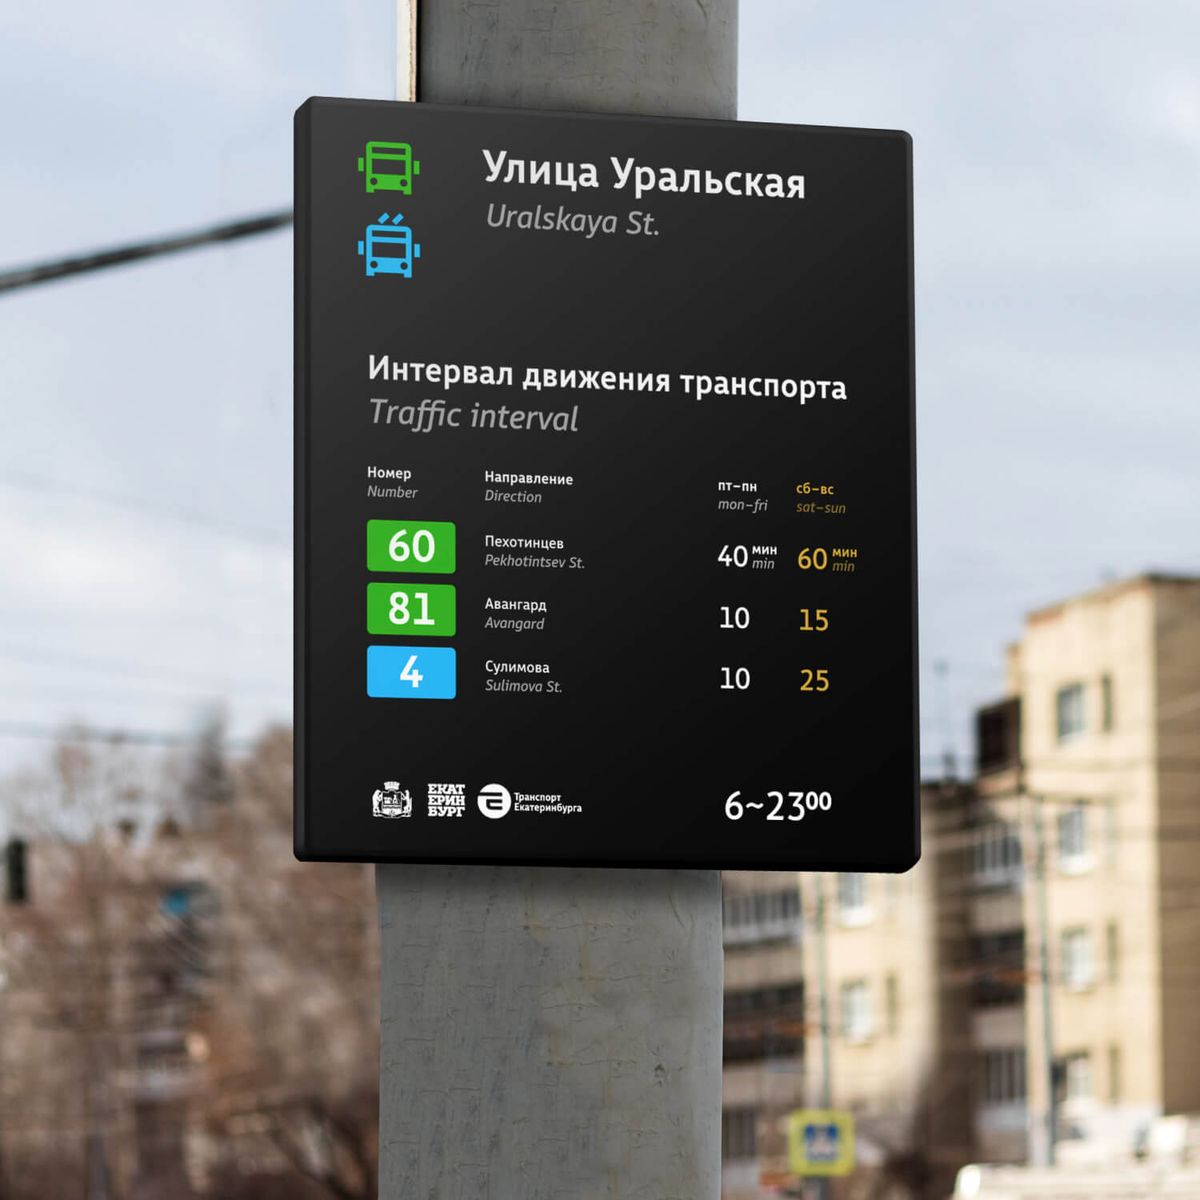 Улица Уральская
Uralskaya St.
Интервал движения транспорта
Traffic interval
Номер Направление пт–пн сб–вс
Number Direction mon–fri sat–sun
60 Пехотинцев 40 мин 60 мин
Pekhotintsev St. min min
81 Авангард 10 15
Avangard
4 Сулимова 10 25
Sulimova St.
ЕКАТ
ЕРИН
БУРГ
Транспорт
Екатеринбурга
6~23⁰⁰